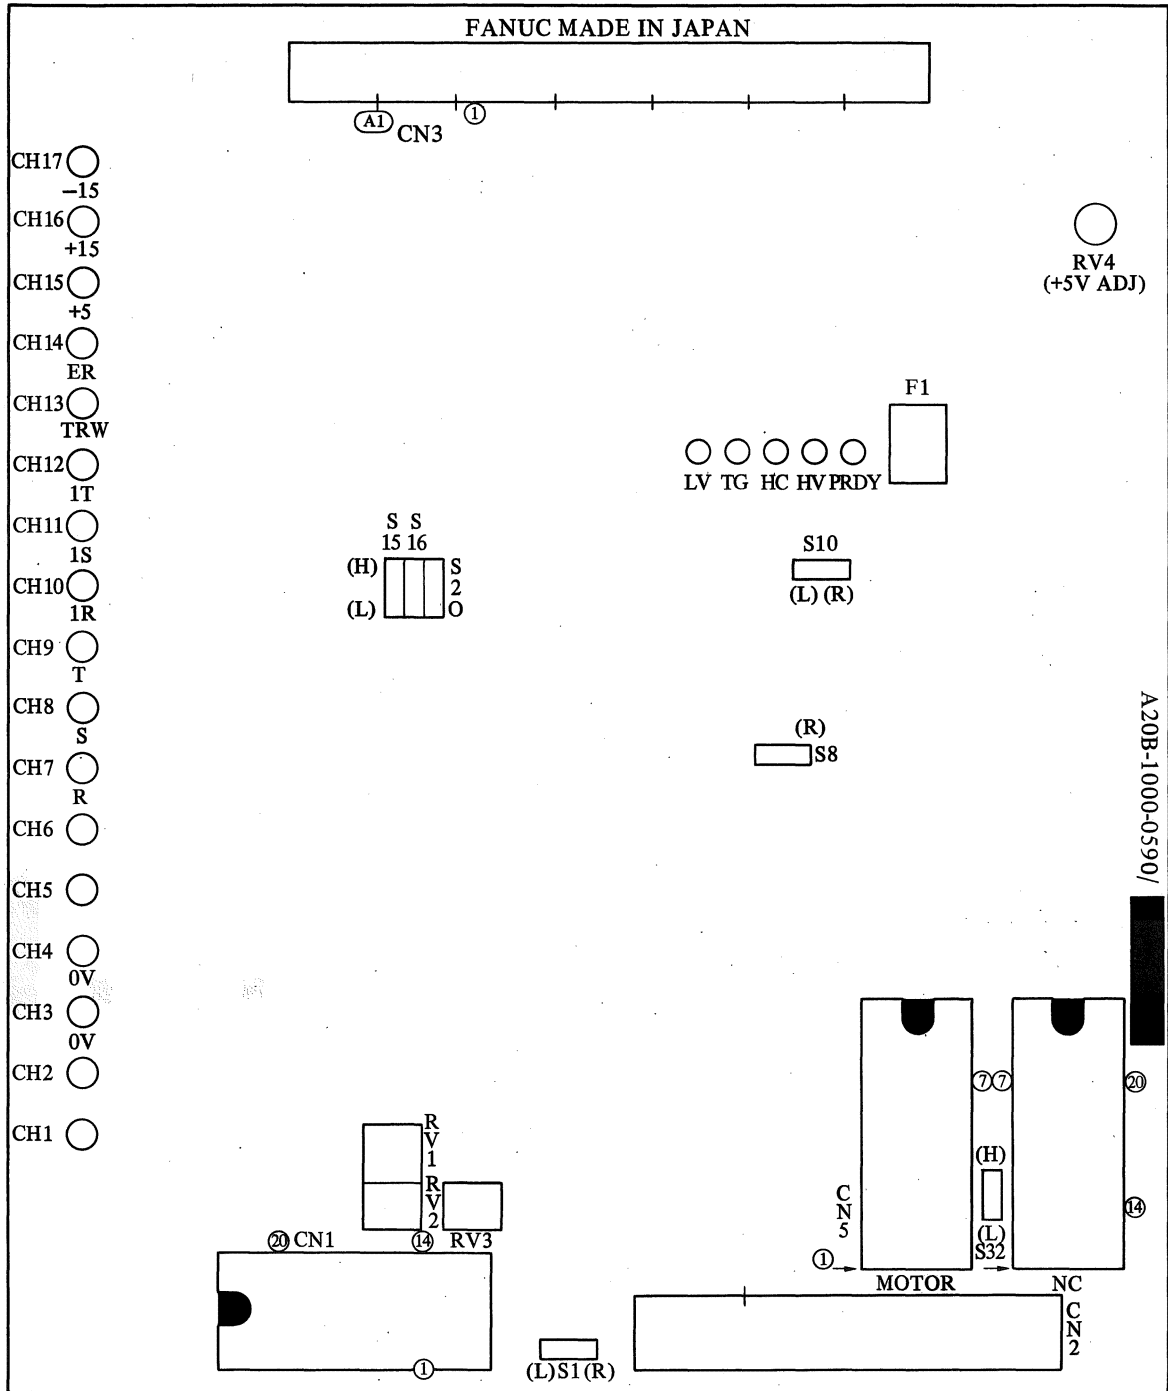 FANUC MADE IN JAPAN
A1
CN3
1
CH17
−15
CH16
+15
CH15
+5
CH14
ER
CH13
TRW
CH12
1T
CH11
1S
CH10
1R
CH9
T
CH8
S
CH7
R
CH6
CH5
CH4
0V
CH3
0V
CH2
CH1
RV4
(+5V ADJ)
F1
LV TG HC HV PRDY
S S
15 16
(H)
(L)
S
2
O
S10
(L) (R)
(R)
S8
A20B-1000-0590/
7 7
20
14
(H)
(L)
S32
CN5
1
MOTOR
NC
CN2
RV1
RV2
RV3
20 CN1
14
1
(L) S1 (R)